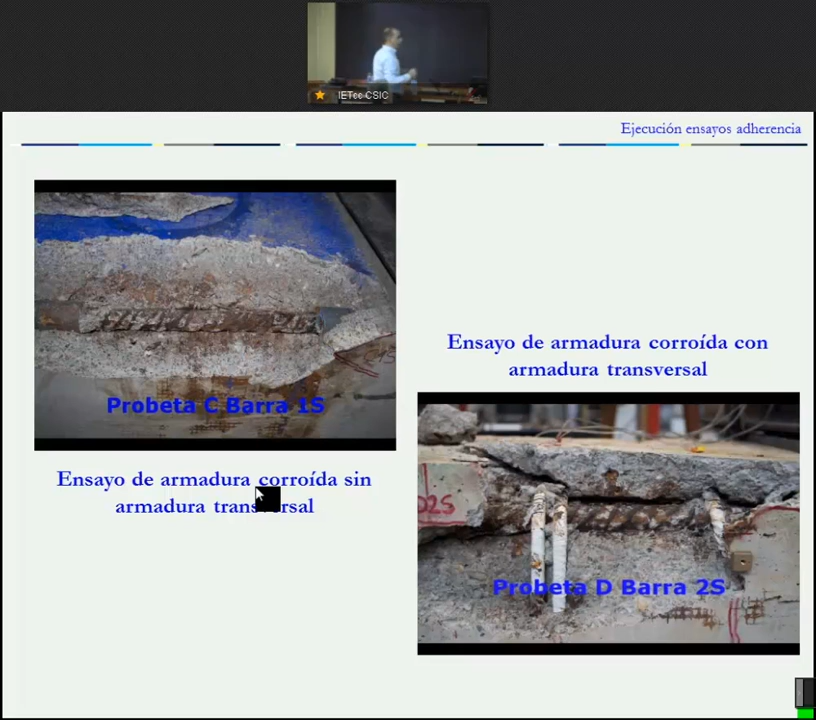 IETcc-CSIC
Ejecución ensayos adherencia
Probeta C Barra 1S
Ensayo de armadura corroída sin
armadura transversal
Ensayo de armadura corroída con
armadura transversal
02S
Probeta D Barra 2S